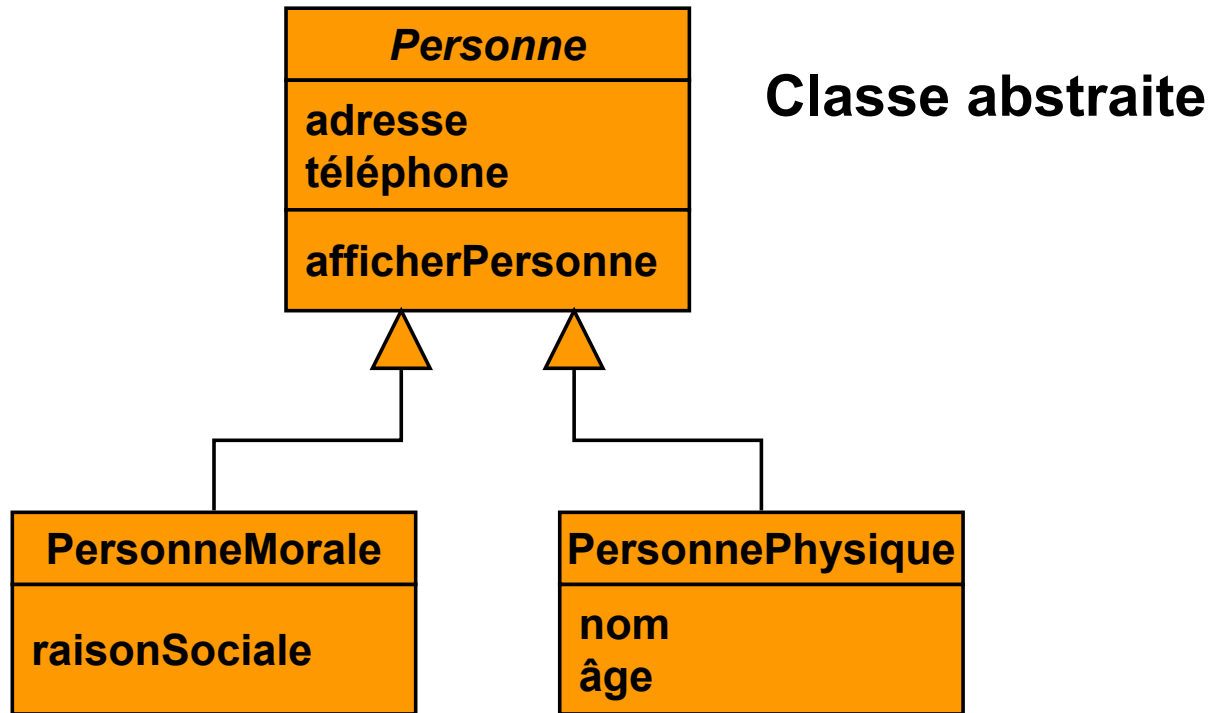 Personne
Classe abstraite
adresse
téléphone
afficherPersonne
PersonneMorale
raisonSociale
PersonnePhysique
nom
âge